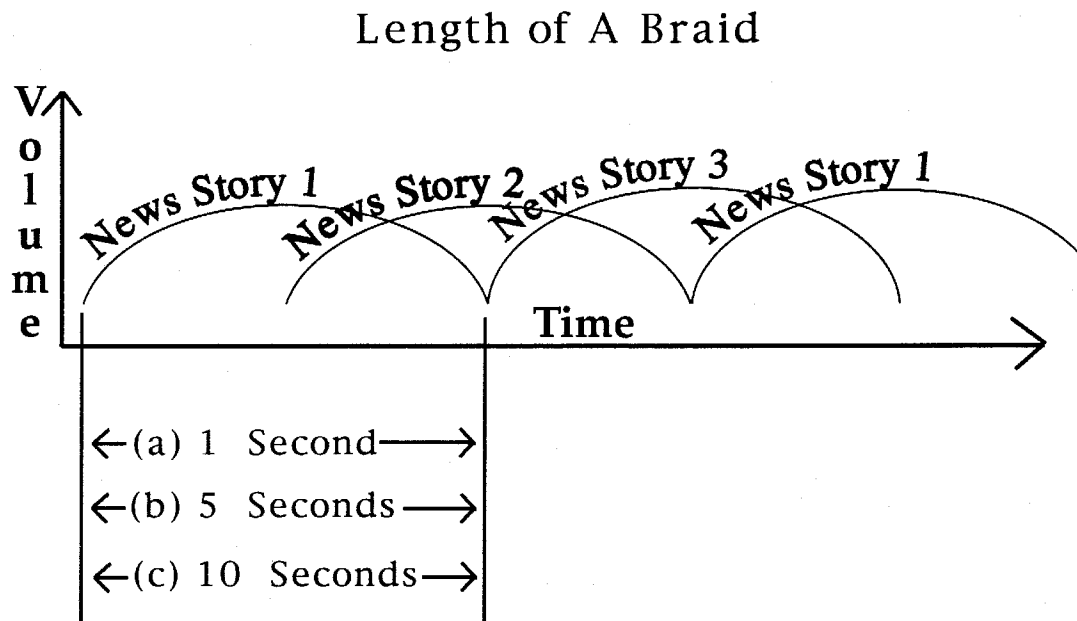 Length of A Braid
Volume
News Story 1
News Story 2
News Story 3
News Story 1
Time
(a) 1 Second
(b) 5 Seconds
(c) 10 Seconds